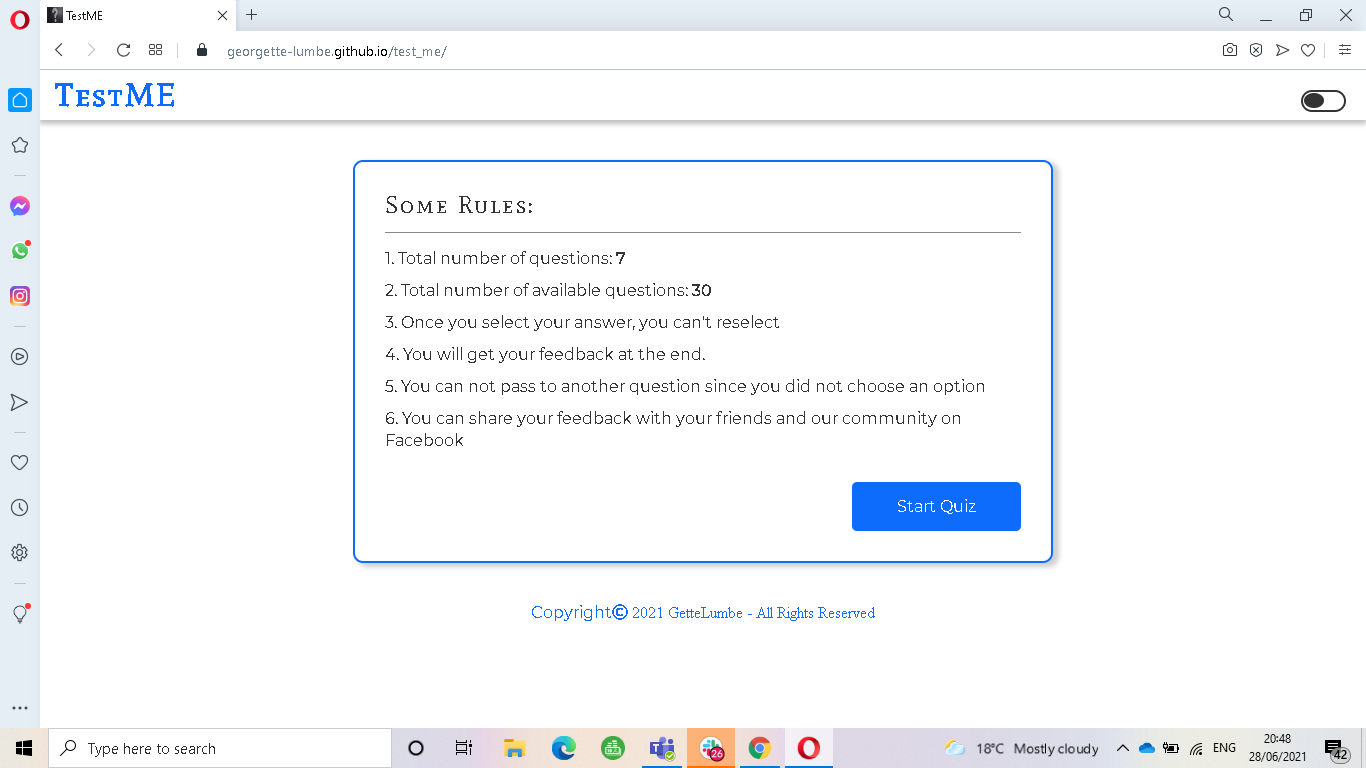 TestME
georgette-lumbe.github.io/test_me/
TestME
Some Rules:
1. Total number of questions: 7
2. Total number of available questions: 30
3. Once you select your answer, you can't reselect
4. You will get your feedback at the end.
5. You can not pass to another question since you did not choose an option
6. You can share your feedback with your friends and our community on
Facebook
Start Quiz
Copyright© 2021 GetteLumbe - All Rights Reserved
Type here to search
26
18°C Mostly cloudy
ENG
20:48
28/06/2021
42